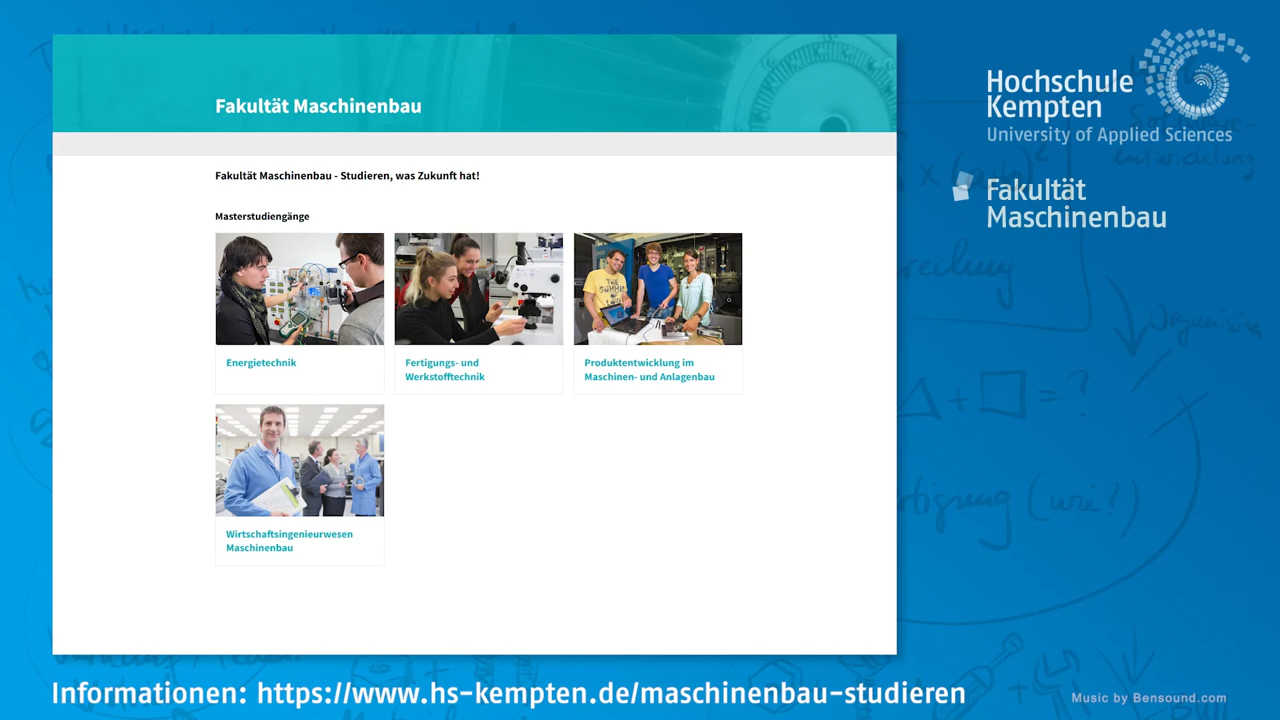 Fakultät Maschinenbau
Fakultät Maschinenbau - Studieren, was Zukunft hat!
Masterstudiengänge
Energietechnik
Fertigungs- und
Werkstofftechnik
Produktentwicklung im
Maschinen- und Anlagenbau
Wirtschaftsingenieurwesen
Maschinenbau
Hochschule
Kempten
University of Applied Sciences
Fakultät
Maschinenbau
Informationen: https://www.hs-kempten.de/maschinenbau-studieren
Music by Bensound.com